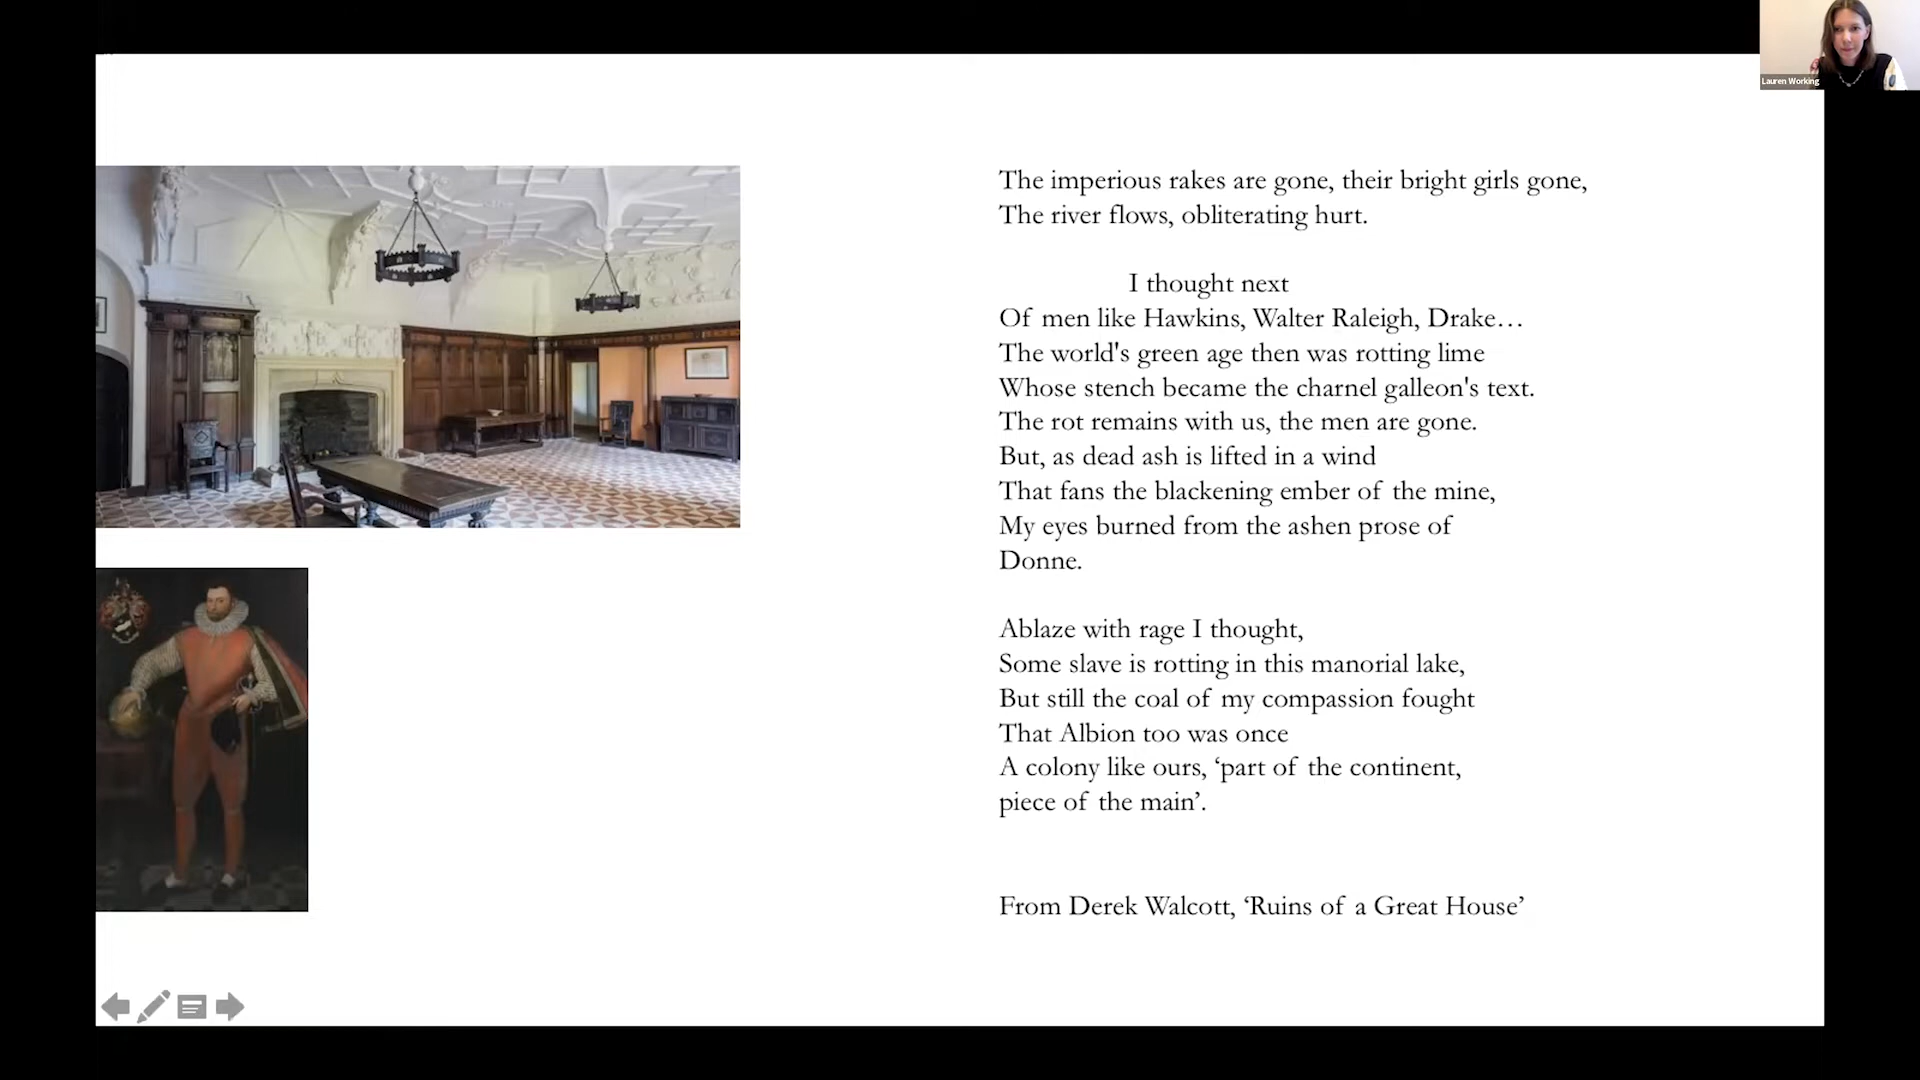 Lauren Working
The imperious rakes are gone, their bright girls gone,
The river flows, obliterating hurt.
I thought next
Of men like Hawkins, Walter Raleigh, Drake…
The world's green age then was rotting lime
Whose stench became the charnel galleon's text.
The rot remains with us, the men are gone.
But, as dead ash is lifted in a wind
That fans the blackening ember of the mine,
My eyes burned from the ashen prose of
Donne.
Ablaze with rage I thought,
Some slave is rotting in this manorial lake,
But still the coal of my compassion fought
That Albion too was once
A colony like ours, ‘part of the continent,
piece of the main’.
From Derek Walcott, ‘Ruins of a Great House’